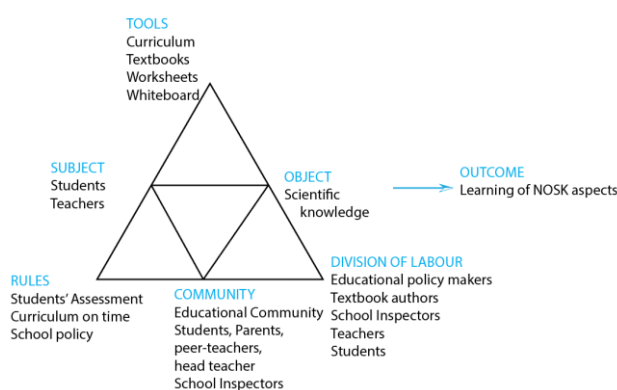 TOOLS
Curriculum
Textbooks
Worksheets
Whiteboard
SUBJECT
Students
Teachers
OBJECT
Scientific
knowledge
OUTCOME
Learning of NOSK aspects
RULES
Students' Assessment
Curriculum on time
School policy
COMMUNITY
Educational Community
Students, Parents,
peer-teachers,
head teacher
School Inspectors
DIVISION OF LABOUR
Educational policy makers
Textbook authors
School Inspectors
Teachers
Students